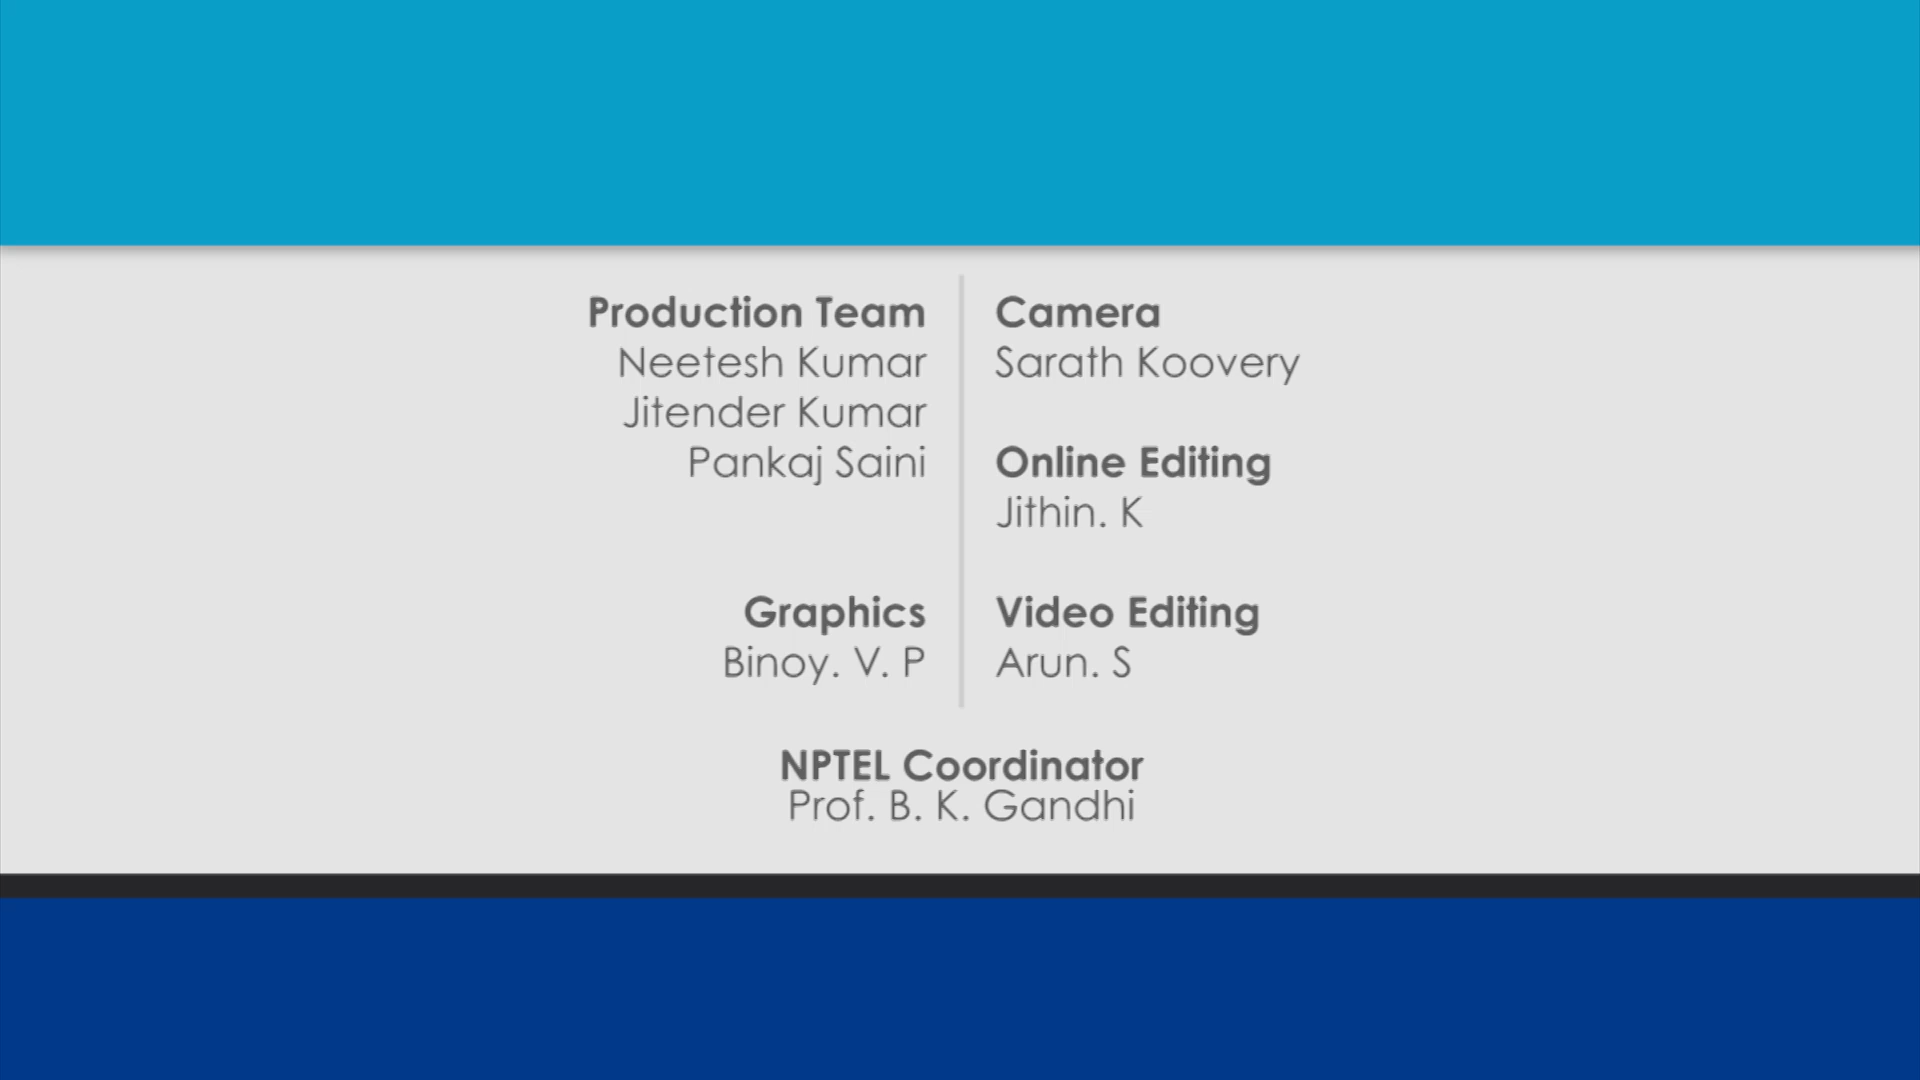 Production Team
Neetesh Kumar
Jitender Kumar
Pankaj Saini
Graphics
Binoy. V. P
Camera
Sarath Koovery
Online Editing
Jithin. K
Video Editing
Arun. S
NPTEL Coordinator
Prof. B. K. Gandhi